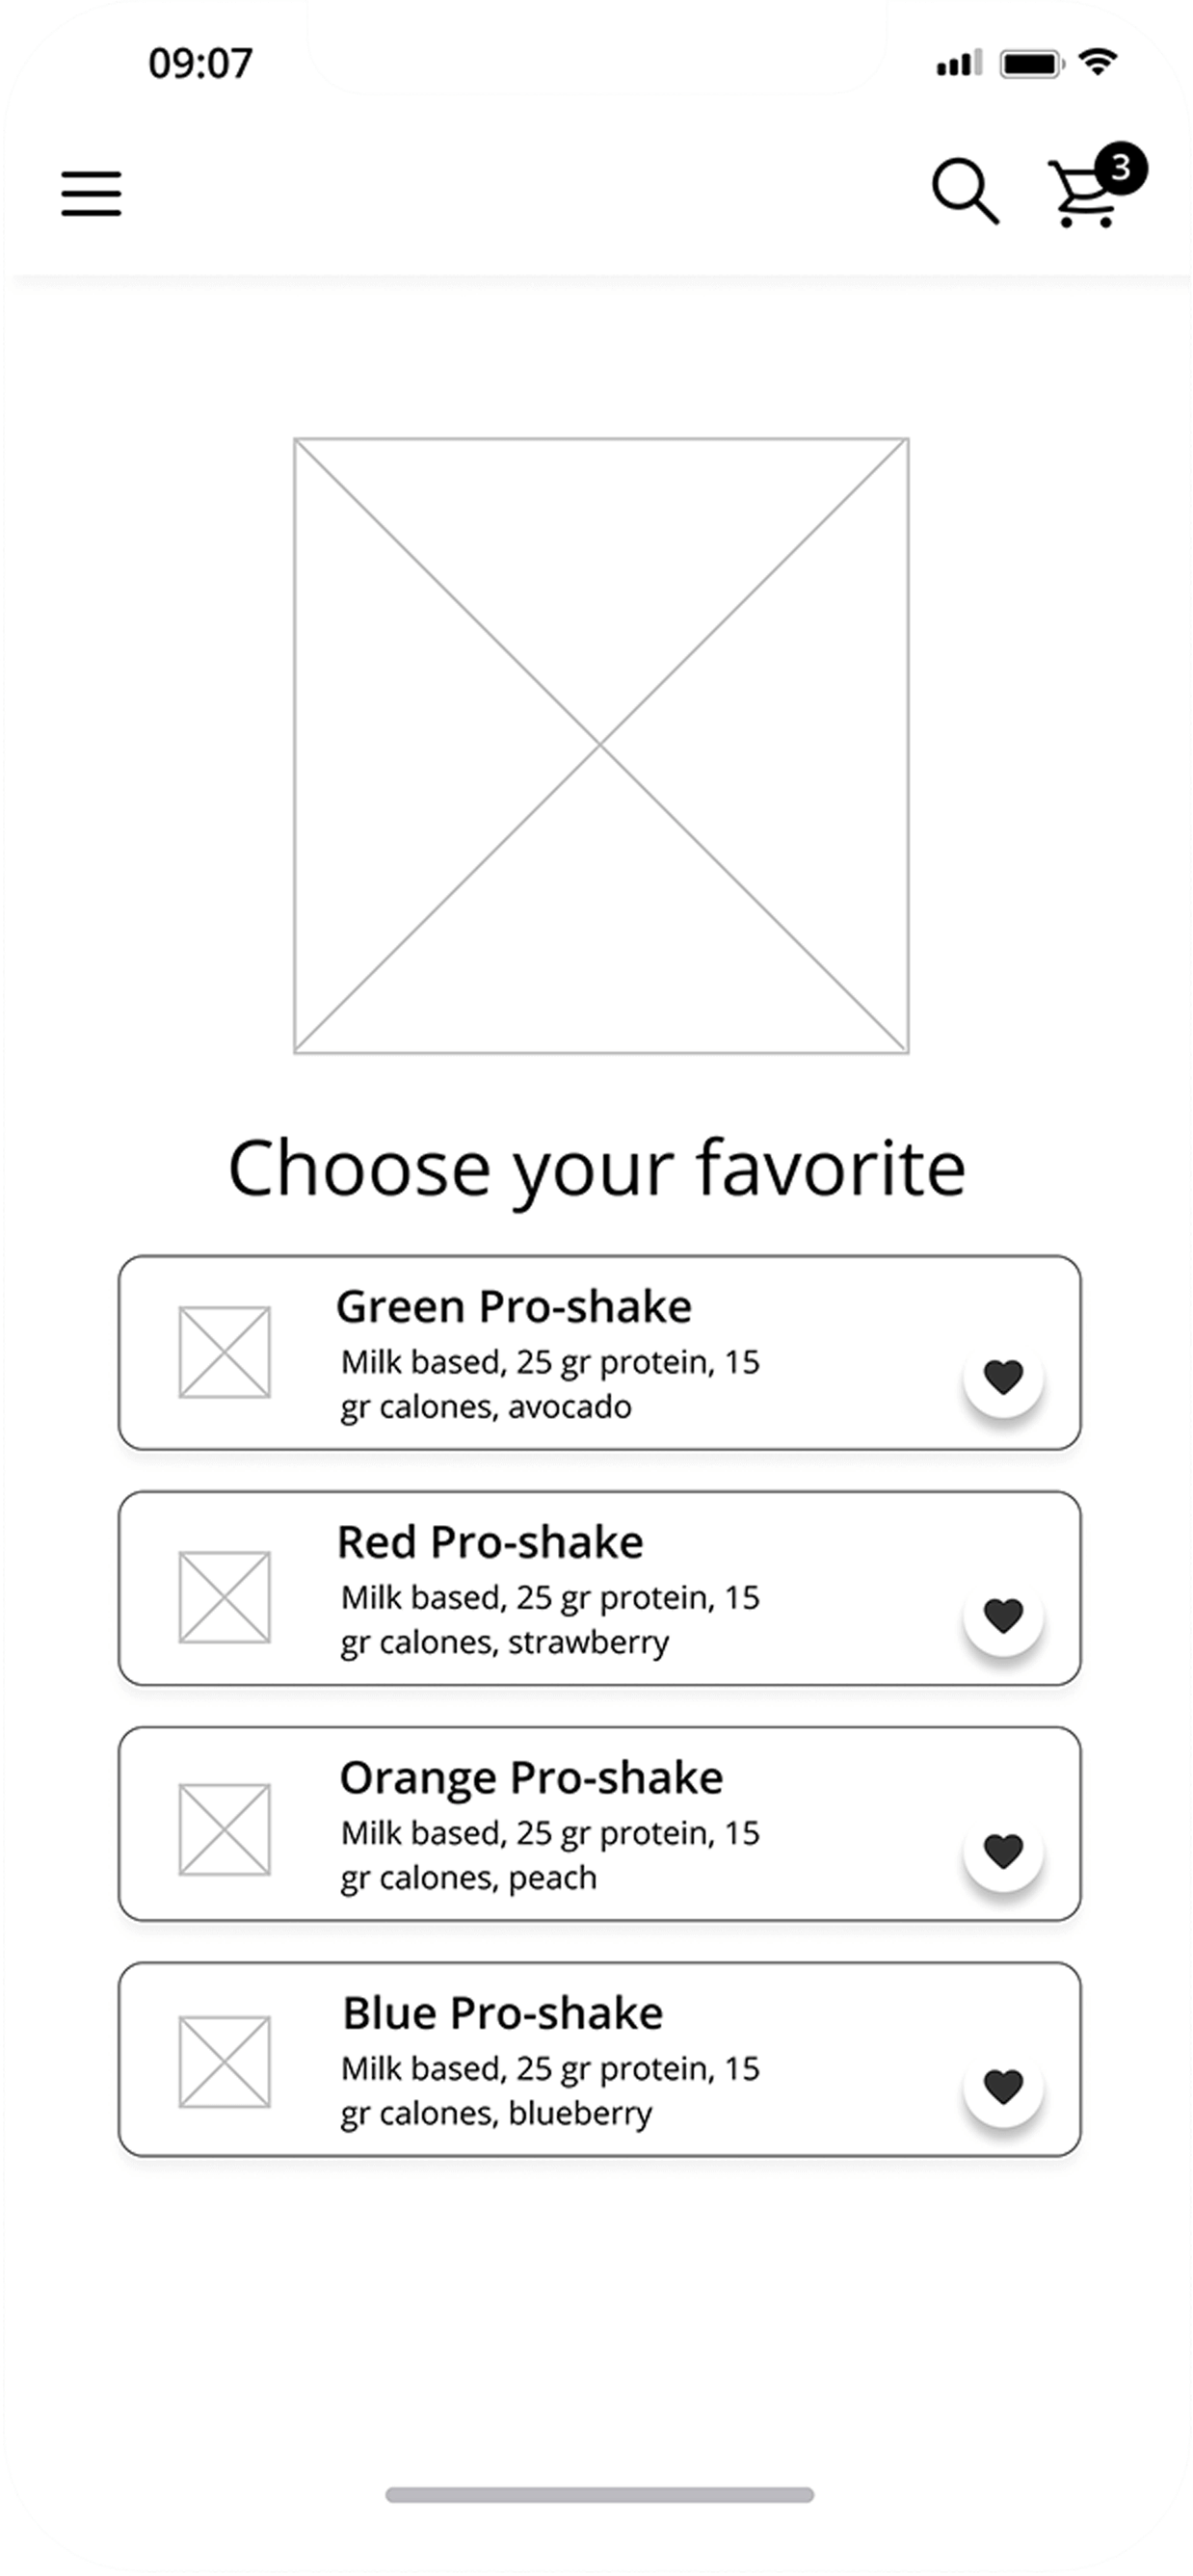 09:07
3
Choose your favorite
Green Pro-shake
Milk based, 25 gr protein, 15
gr calones, avocado
Red Pro-shake
Milk based, 25 gr protein, 15
gr calones, strawberry
Orange Pro-shake
Milk based, 25 gr protein, 15
gr calones, peach
Blue Pro-shake
Milk based, 25 gr protein, 15
gr calones, blueberry